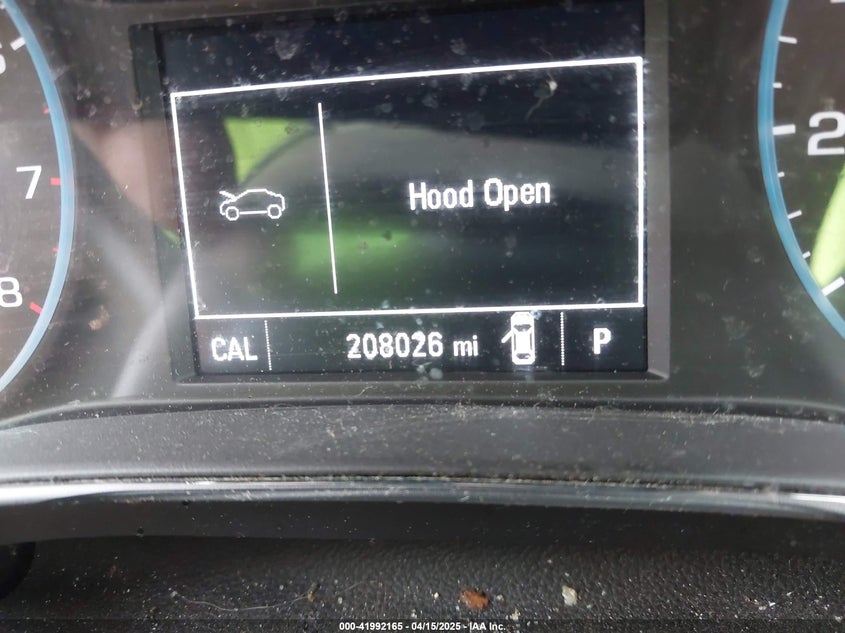 7
8
Hood Open
CAL 208026 mi P
2
000-41992165 - 04/15/2025 - IAA Inc.